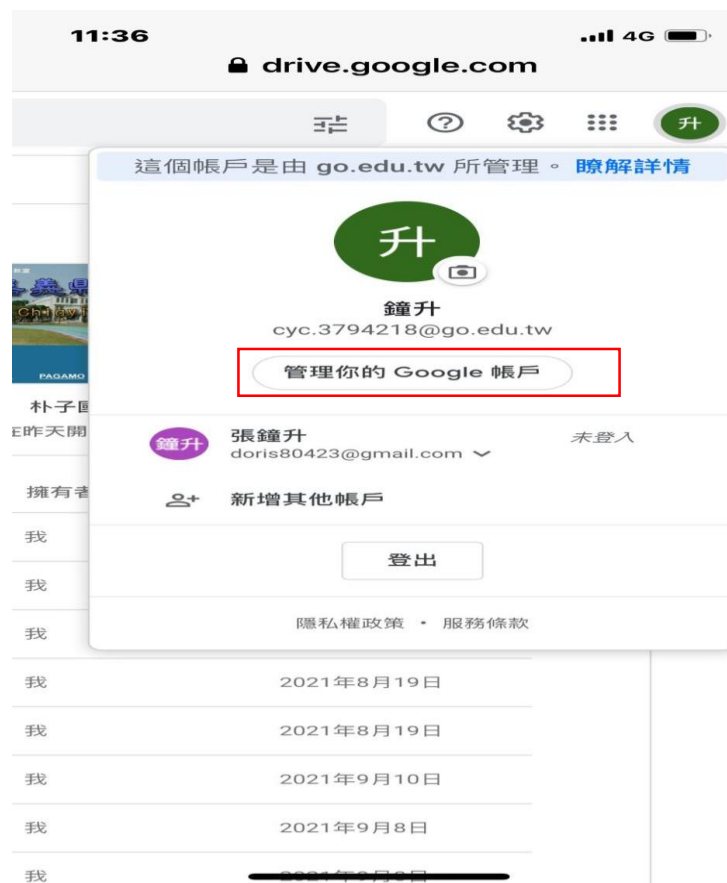 11:36
4G
drive.google.com
升
這個帳戶是由 go.edu.tw 所管理。 瞭解詳情
升
鐘升
cyc.3794218@go.edu.tw
管理你的 Google 帳戶
PAGAMO
朴子
昨天開
鐘升 張鐘升 未登入
doris80423@gmail.com
新增其他帳戶
擁有者
我
登出
我
隱私權政策 • 服務條款
我
我 2021年8月19日
我 2021年8月19日
我 2021年9月10日
我 2021年9月8日
我